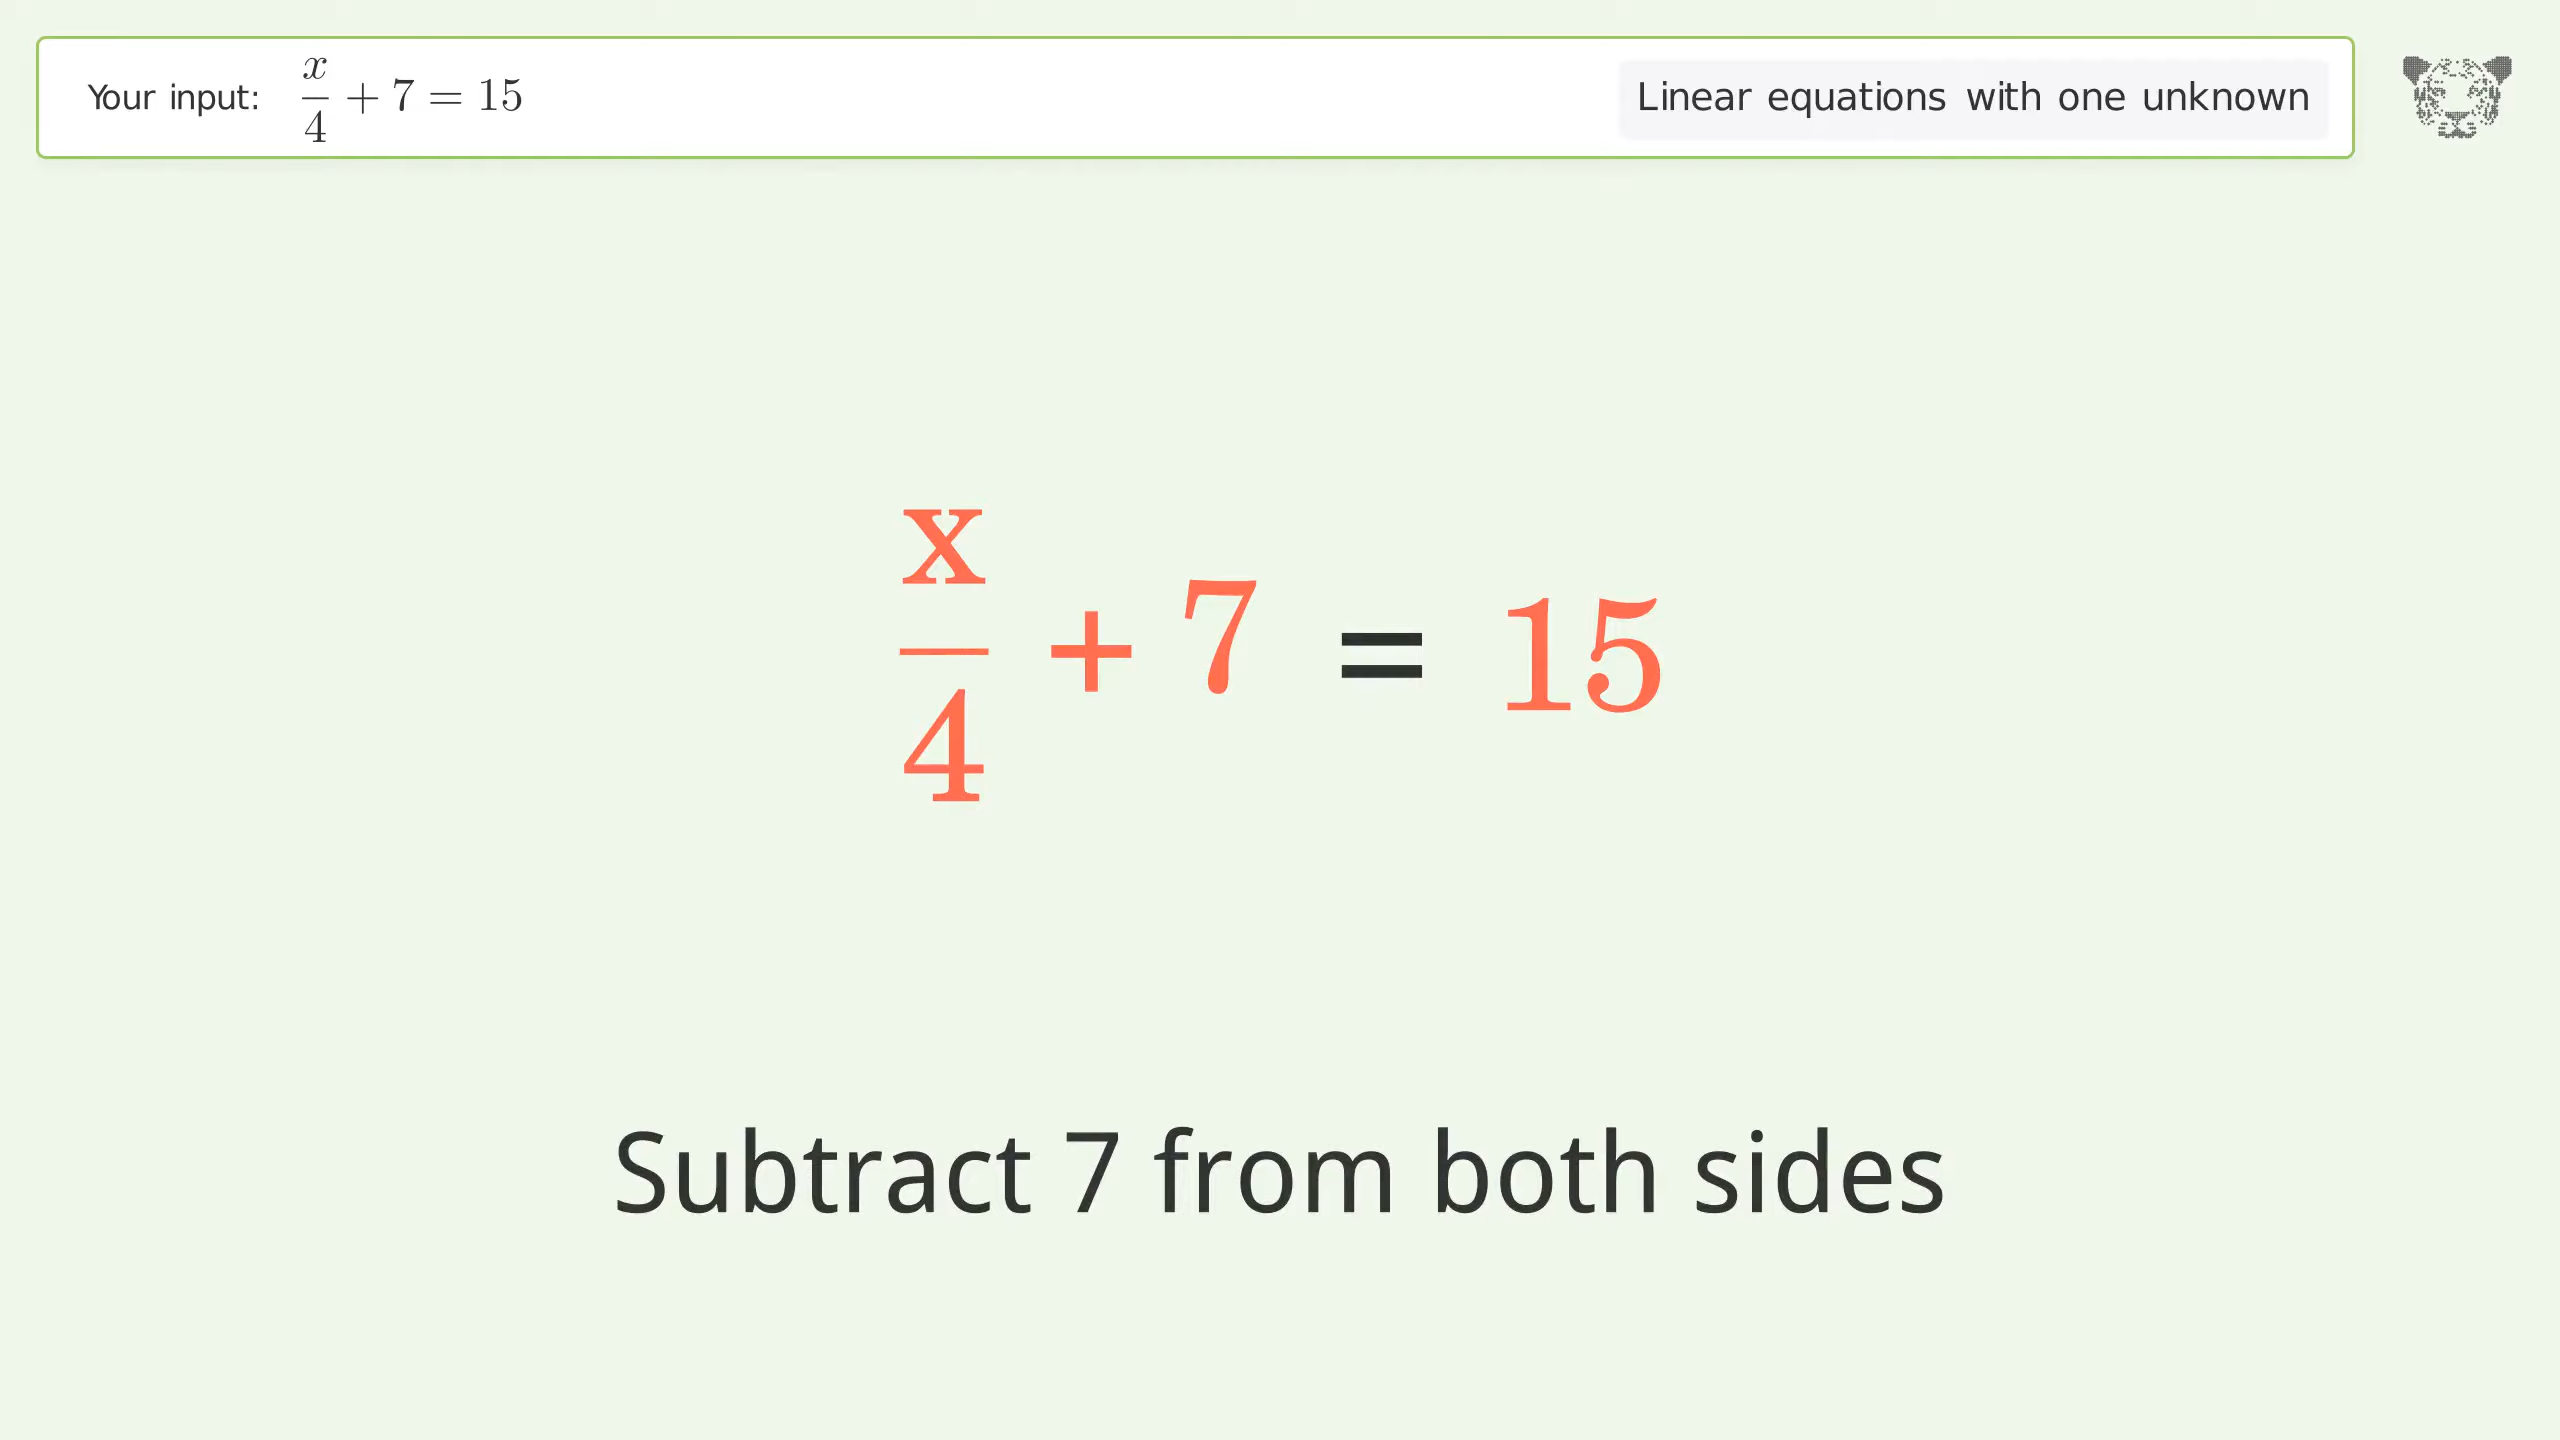 Your input: x/4 + 7 = 15
Linear equations with one unknown
x/4 + 7 = 15
Subtract 7 from both sides